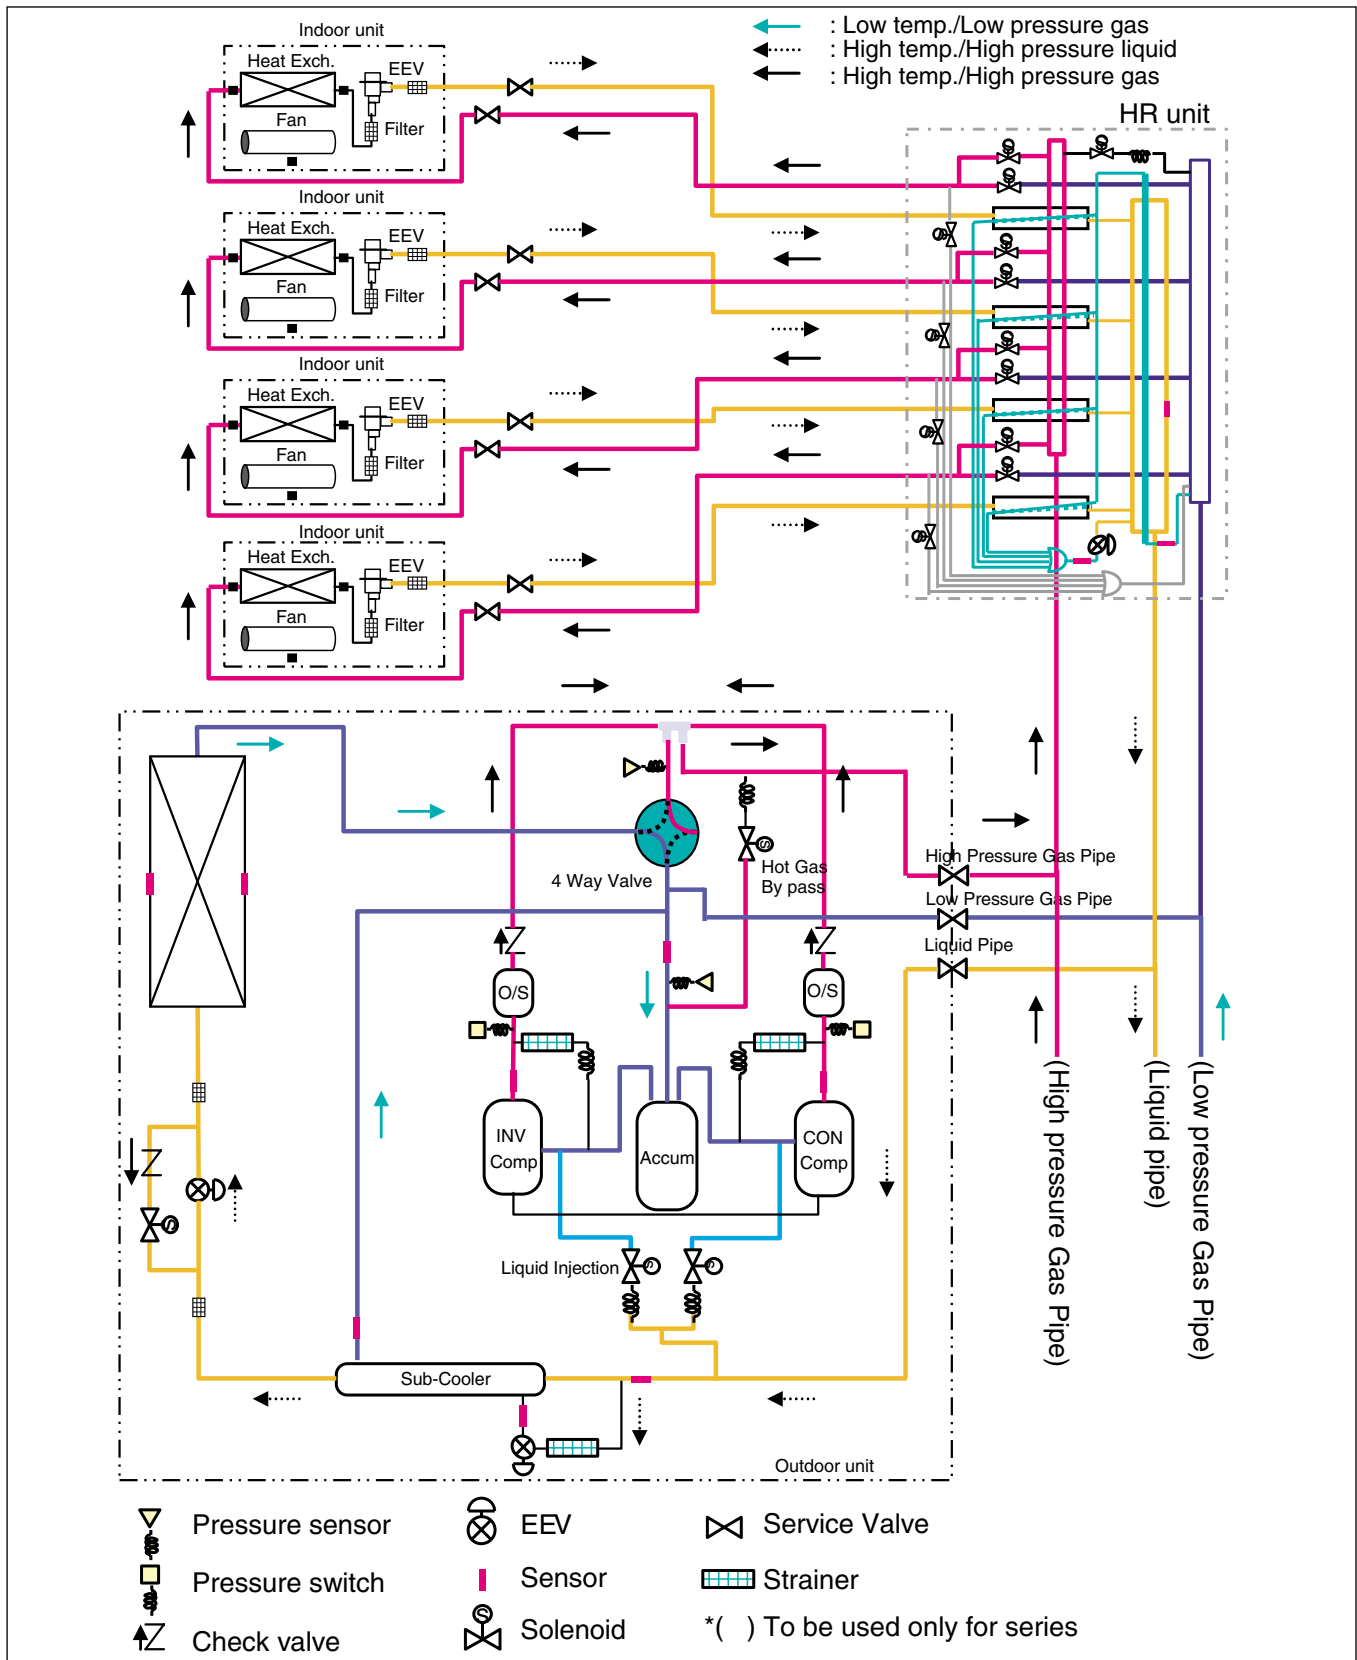 : Low temp./Low pressure gas
: High temp./High pressure liquid
: High temp./High pressure gas
HR unit
Indoor unit
Heat Exch.
EEV
Fan
Filter
Indoor unit
Heat Exch.
EEV
Fan
Filter
Indoor unit
Heat Exch.
EEV
Fan
Filter
Indoor unit
Heat Exch.
EEV
Fan
Filter
4 Way Valve
Hot Gas
By pass
S
High Pressure Gas Pipe
Low Pressure Gas Pipe
Liquid Pipe
O/S
O/S
INV
Comp
Accum
CON
Comp
S
Liquid Injection
S
S
Sub-Cooler
Outdoor unit
(High pressure Gas Pipe)
(Liquid pipe)
(Low pressure Gas Pipe)
Pressure sensor
EEV
Service Valve
Pressure switch
Sensor
Strainer
Check valve
S
Solenoid
*( ) To be used only for series